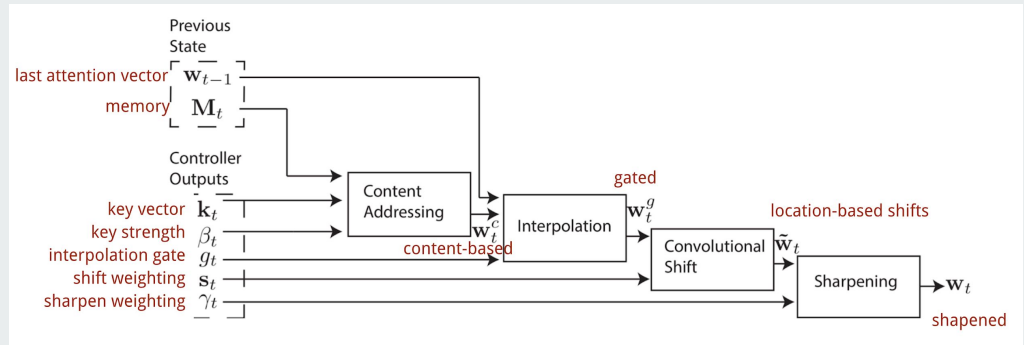 Previous
State
last attention vector w_{t−1}
memory M_t
Controller
Outputs
key vector k_t
key strength β_t
interpolation gate g_t
shift weighting s_t
sharpen weighting γ_t
Content
Addressing
w_t^c
content-based
gated
Interpolation
w_t^g
location-based shifts
Convolutional
Shift
w̃_t
Sharpening
w_t
shapened